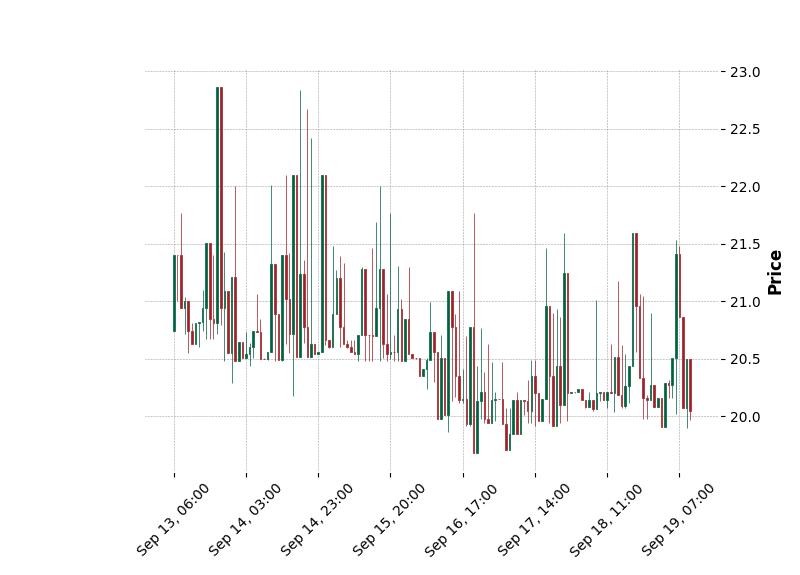 23.0
22.5
22.0
21.5
21.0
20.5
20.0
Price
Sep 13, 06:00
Sep 14, 03:00
Sep 14, 23:00
Sep 15, 20:00
Sep 16, 17:00
Sep 17, 14:00
Sep 18, 11:00
Sep 19, 07:00